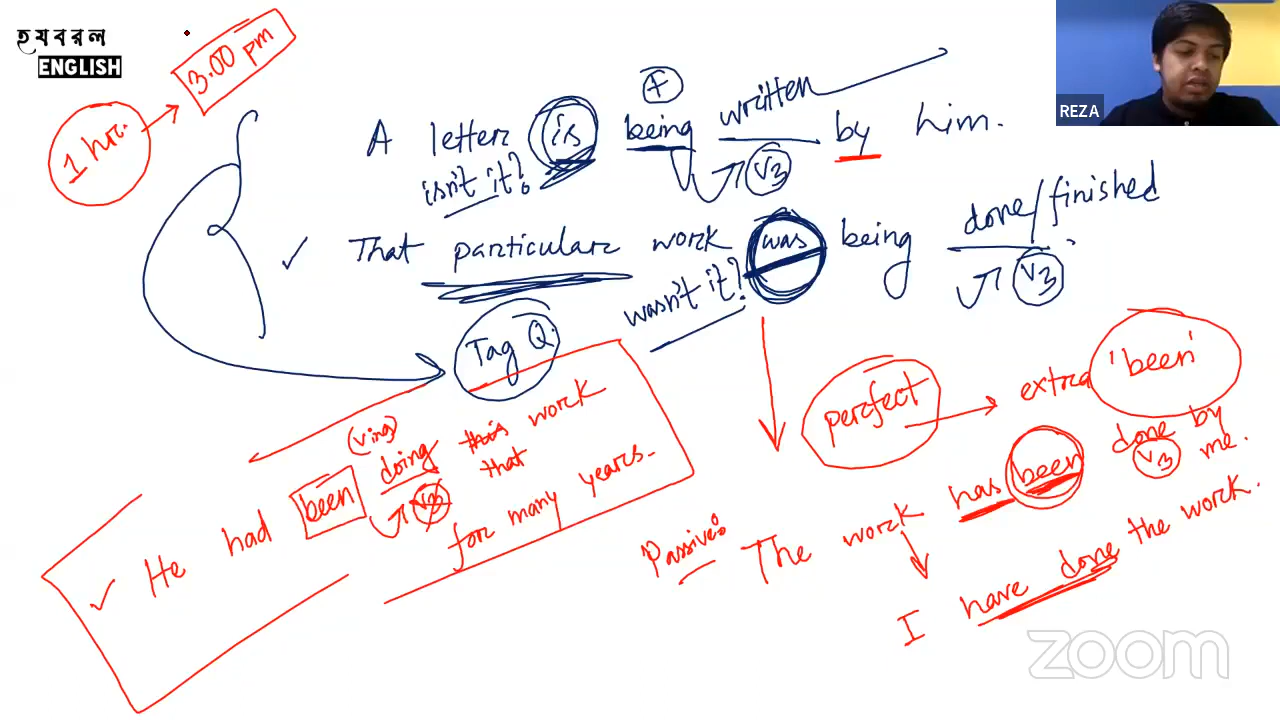 হ য ব র ল
ENGLISH
1 hr.
3.00 pm
REZA
+
A letter is being written by him.
isn't it?
V3
✓ That particular work was being done/finished
wasn't it?
V3
Tag Q.
perfect → extra 'been'
(Ving)
✓ He had been doing this work
that
V3
for many years.
Passive: The work has been done by me.
V3
I have done the work.
zoom